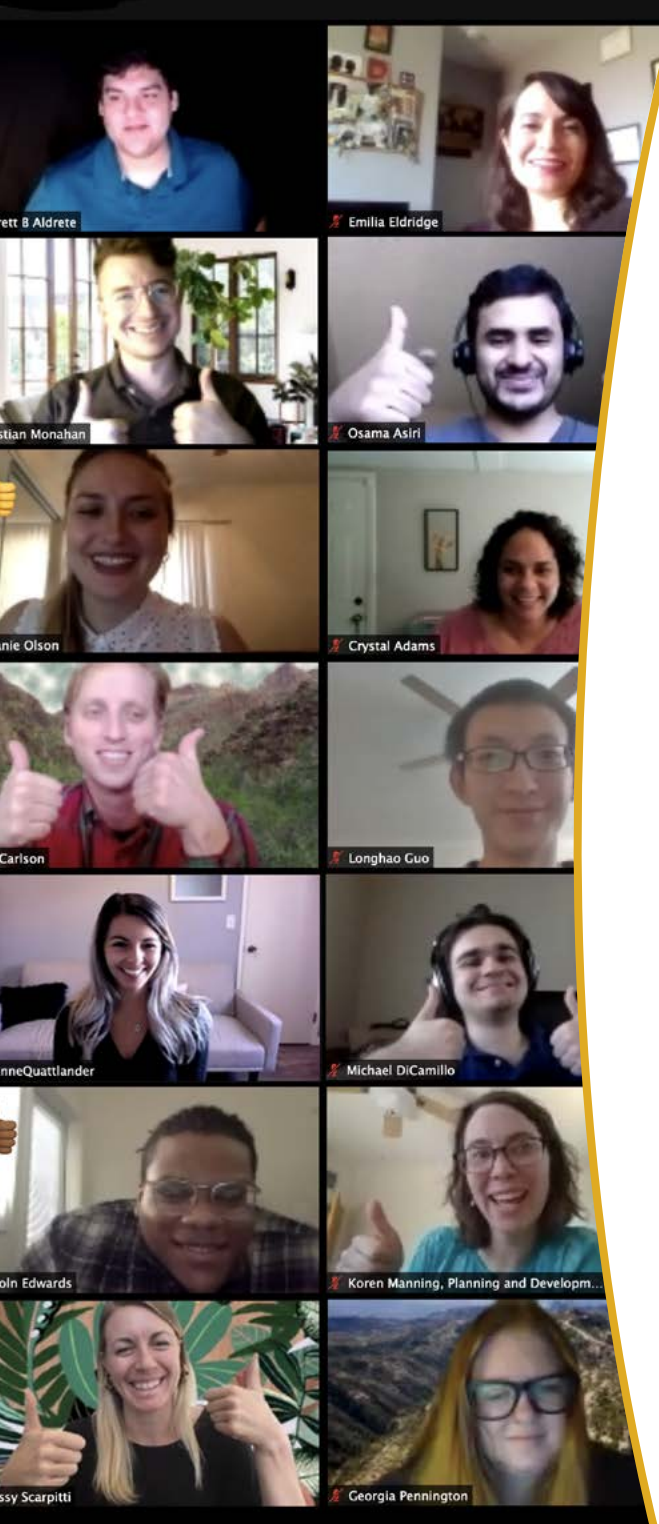 ett B Aldrete
Emilia Eldridge
stian Monahan
Osama Asiri
nie Olson
Crystal Adams
Carlson
Longhao Guo
nneQuattlander
Michael DiCamillo
oln Edwards
Koren Manning, Planning and Developm...
ssy Scarpitti
Georgia Pennington